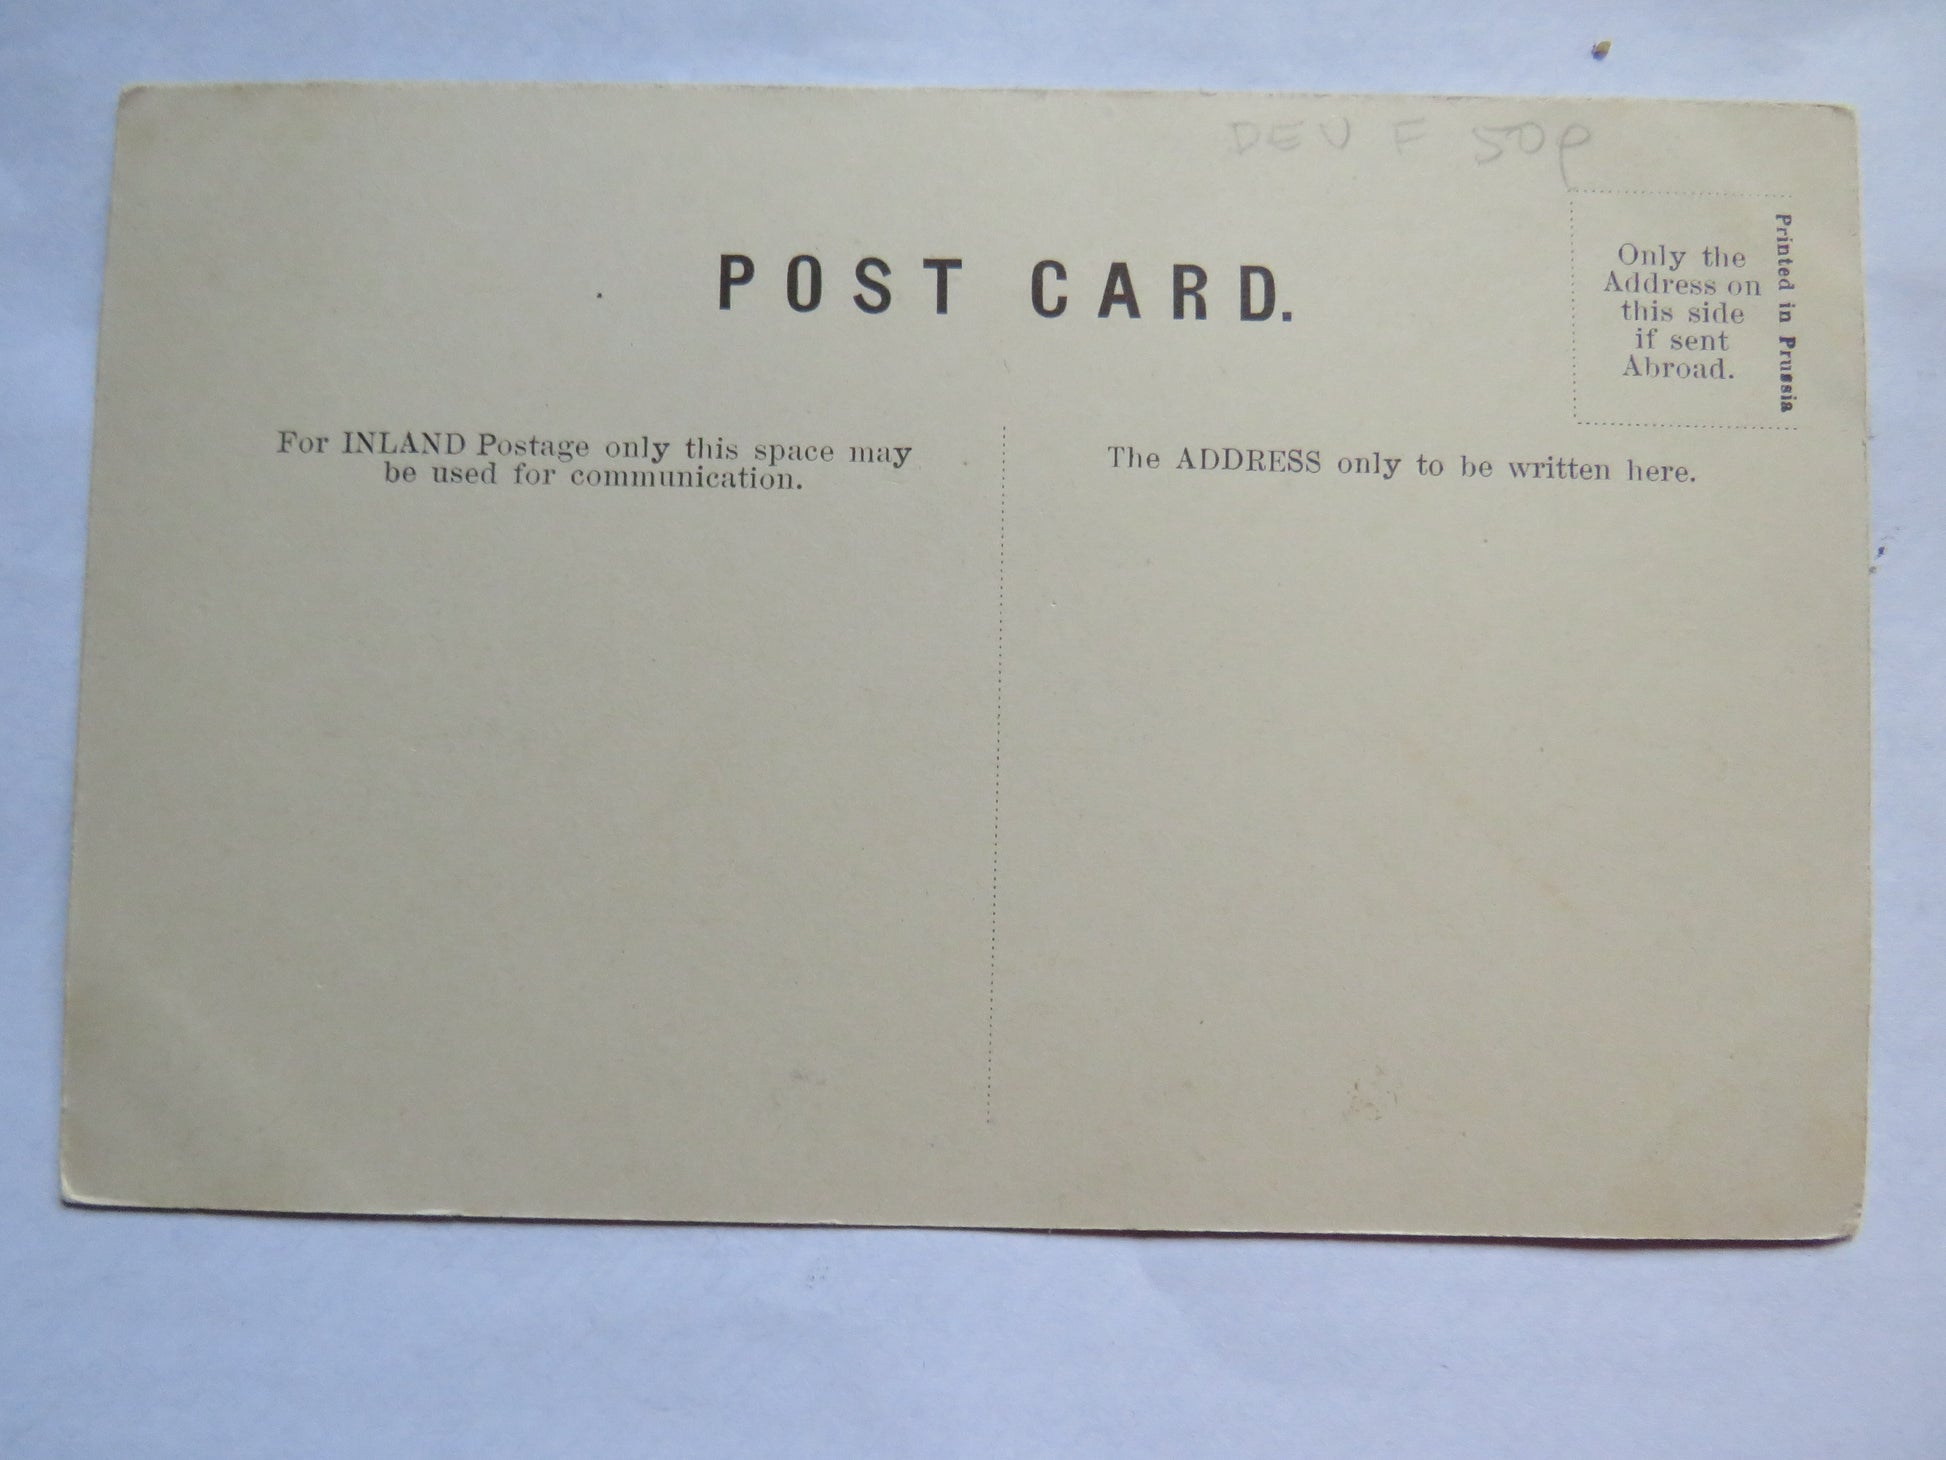 DEV F 50p
POST CARD.
Only the
Address on
this side
if sent
Abroad.
Printed in Prussia
For INLAND Postage only this space may
be used for communication.
The ADDRESS only to be written here.